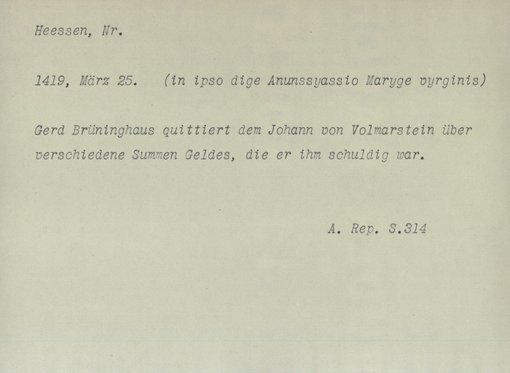 Heessen, Nr.
1419, März 25. (in ipso dige Anunssyassio Maryge vyrginis)
Gerd Brüninghaus quittiert dem Johann von Volmarstein über
verschiedene Summen Geldes, die er ihm schuldig war.
A. Rep. S.314